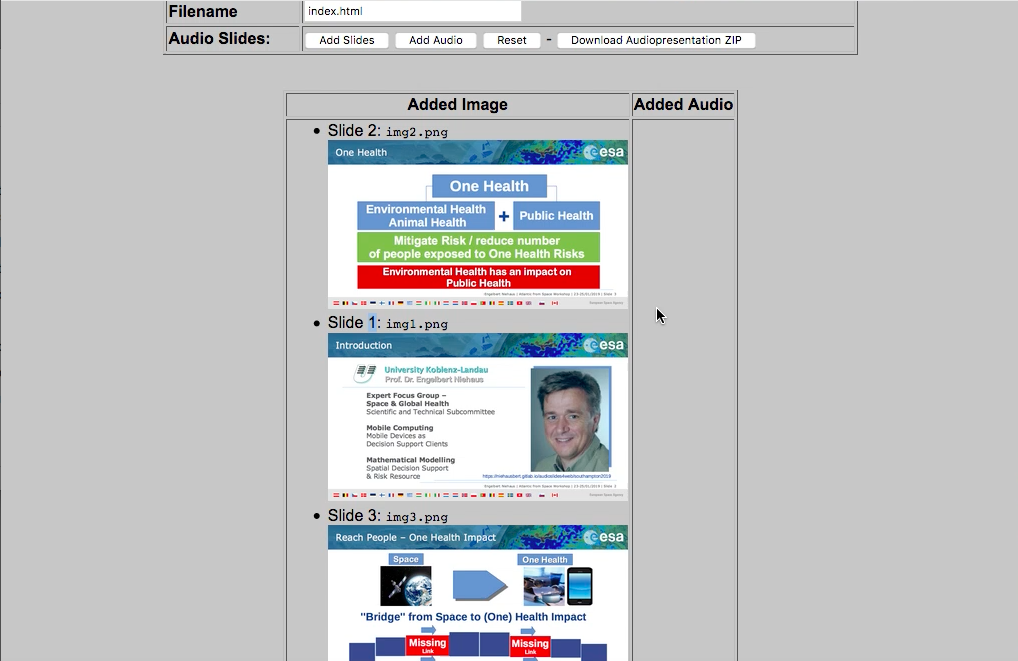 Filename
index.html
Audio Slides:
Add Slides
Add Audio
Reset
-
Download Audiopresentation ZIP
Added Image
Added Audio
• Slide 2: img2.png
One Health
esa
One Health
Environmental Health
Animal Health
+
Public Health
Mitigate Risk / reduce number
of people exposed to One Health Risks
Environmental Health has an impact on
Public Health
• Slide 1: img1.png
Introduction
esa
University Koblenz-Landau
Prof. Dr. Engelbert Niehaus
Expert Focus Group –
Space & Global Health
Scientific and Technical Subcommittee
Mobile Computing
Mobile Devices as
Decision Support Clients
Mathematical Modelling
Spatial Decision Support
& Risk Resource
https://niehausbert.gitlab.io/audioslides4web/southampton2019
• Slide 3: img3.png
Reach People – One Health Impact
esa
Space
One Health
"Bridge" from Space to (One) Health Impact
Missing
Link
Missing
Link